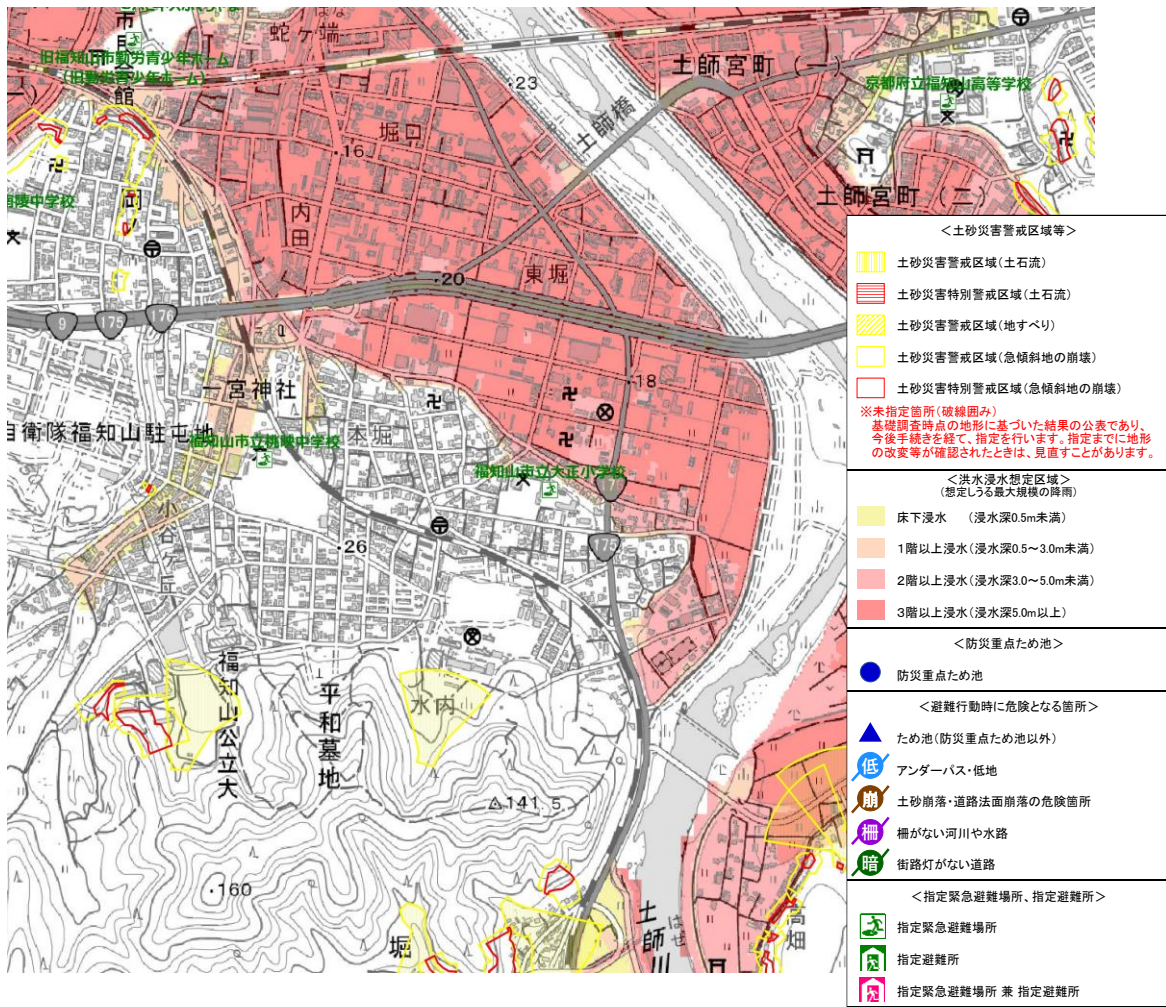 蛇ヶ端
はな
旧福知山市勤労青少年ホーム
(旧勤労青少年ホーム)
館
・23
土師宮町(一)
京都府立福知山高等学校
土師橋
堀口
・16
卍
卍
南陵中学校
岡ノ
土師宮町(二)
内田
東堀
・20
9
175
176
・18
一宮神社
卍
卍
卍
自衛隊福知山駐屯地
福知山市立桃映中学校
本堀
福知山市立大正小学校
小谷ヶ丘
・26
福知山公立大
平和墓地
水内
△141.5
・160
堀
土師川
はぜ
高畑
<土砂災害警戒区域等>
土砂災害警戒区域(土石流)
土砂災害特別警戒区域(土石流)
土砂災害警戒区域(地すべり)
土砂災害警戒区域(急傾斜地の崩壊)
土砂災害特別警戒区域(急傾斜地の崩壊)
※未指定箇所(破線囲み)
基礎調査時点の地形に基づいた結果の公表であり、
今後手続きを経て、指定を行います。指定までに地形
の改変等が確認されたときは、見直すことがあります。
<洪水浸水想定区域>
(想定しうる最大規模の降雨)
床下浸水 (浸水深0.5m未満)
1階以上浸水(浸水深0.5~3.0m未満)
2階以上浸水(浸水深3.0~5.0m未満)
3階以上浸水(浸水深5.0m以上)
<防災重点ため池>
防災重点ため池
<避難行動時に危険となる箇所>
ため池(防災重点ため池以外)
低 アンダーパス・低地
崩 土砂崩落・道路法面崩落の危険箇所
柵 柵がない河川や水路
暗 街路灯がない道路
<指定緊急避難場所、指定避難所>
指定緊急避難場所
指定避難所
指定緊急避難場所 兼 指定避難所